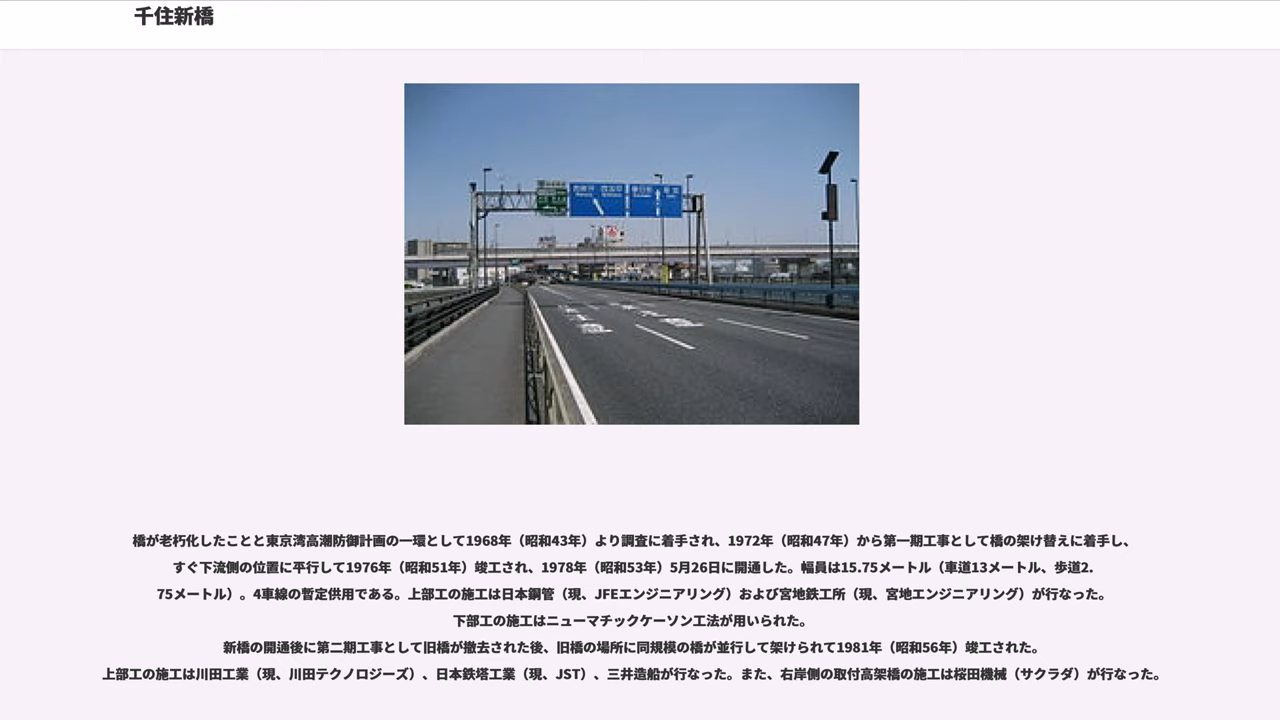 千住新橋
橋が老朽化したことと東京湾高潮防御計画の一環として1968年（昭和43年）より調査に着手され、1972年（昭和47年）から第一期工事として橋の架け替えに着手し、
すぐ下流側の位置に平行して1976年（昭和51年）竣工され、1978年（昭和53年）5月26日に開通した。幅員は15.75メートル（車道13メートル、歩道2.
75メートル）。4車線の暫定供用である。上部工の施工は日本鋼管（現、JFEエンジニアリング）および宮地鉄工所（現、宮地エンジニアリング）が行なった。
下部工の施工はニューマチックケーソン工法が用いられた。
新橋の開通後に第二期工事として旧橋が撤去された後、旧橋の場所に同規模の橋が並行して架けられて1981年（昭和56年）竣工された。
上部工の施工は川田工業（現、川田テクノロジーズ）、日本鉄塔工業（現、JST）、三井造船が行なった。また、右岸側の取付高架橋の施工は桜田機械（サクラダ）が行なった。